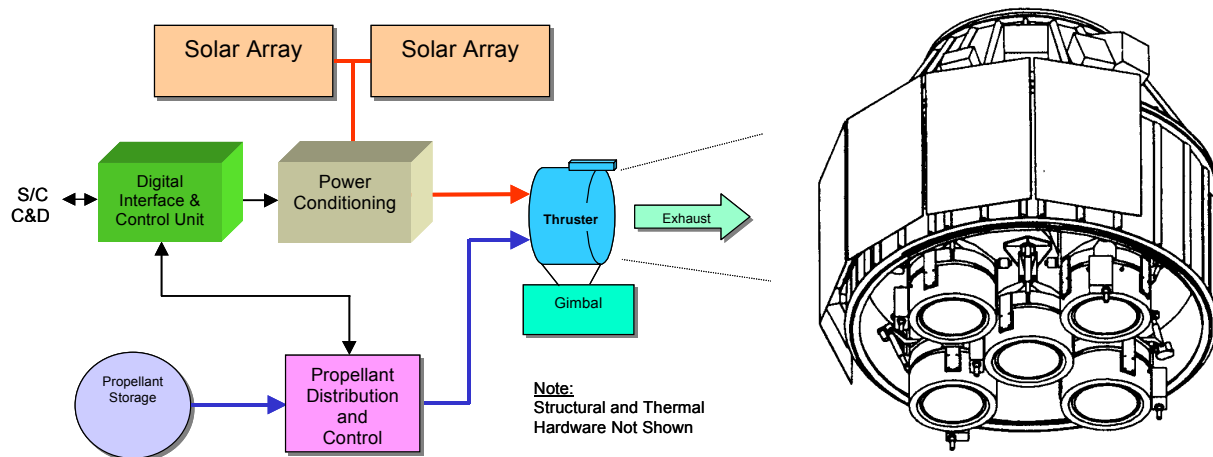 Solar Array
Solar Array
S/C
C&D
Digital
Interface &
Control Unit
Power
Conditioning
Thruster
Exhaust
Gimbal
Propellant
Storage
Propellant
Distribution
and
Control
Note:
Structural and Thermal
Hardware Not Shown